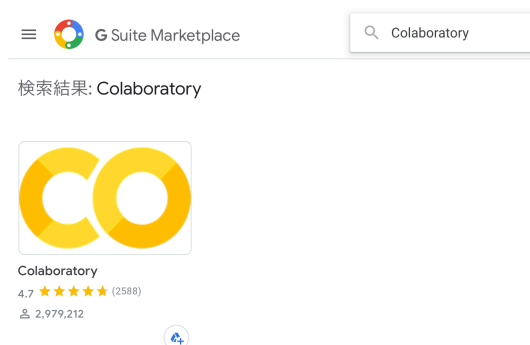 G Suite Marketplace
Colaboratory
検索結果: Colaboratory
Colaboratory
4.7 (2588)
2,979,212